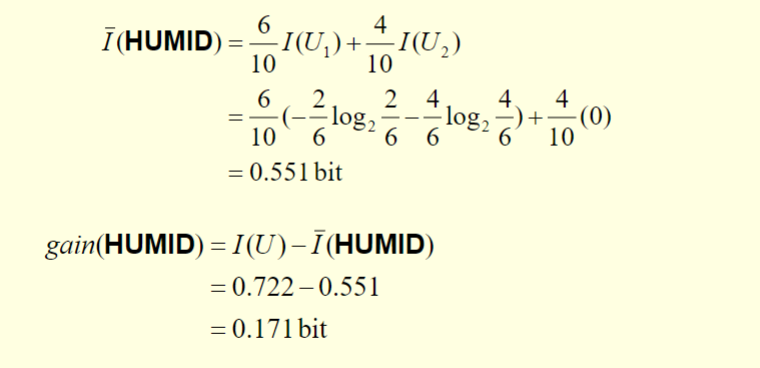 Ī(HUMID) = 6/10 I(U₁) + 4/10 I(U₂)
= 6/10 (−2/6 log₂ 2/6 − 4/6 log₂ 4/6) + 4/10 (0)
= 0.551 bit
gain(HUMID) = I(U) − Ī(HUMID)
= 0.722 − 0.551
= 0.171 bit